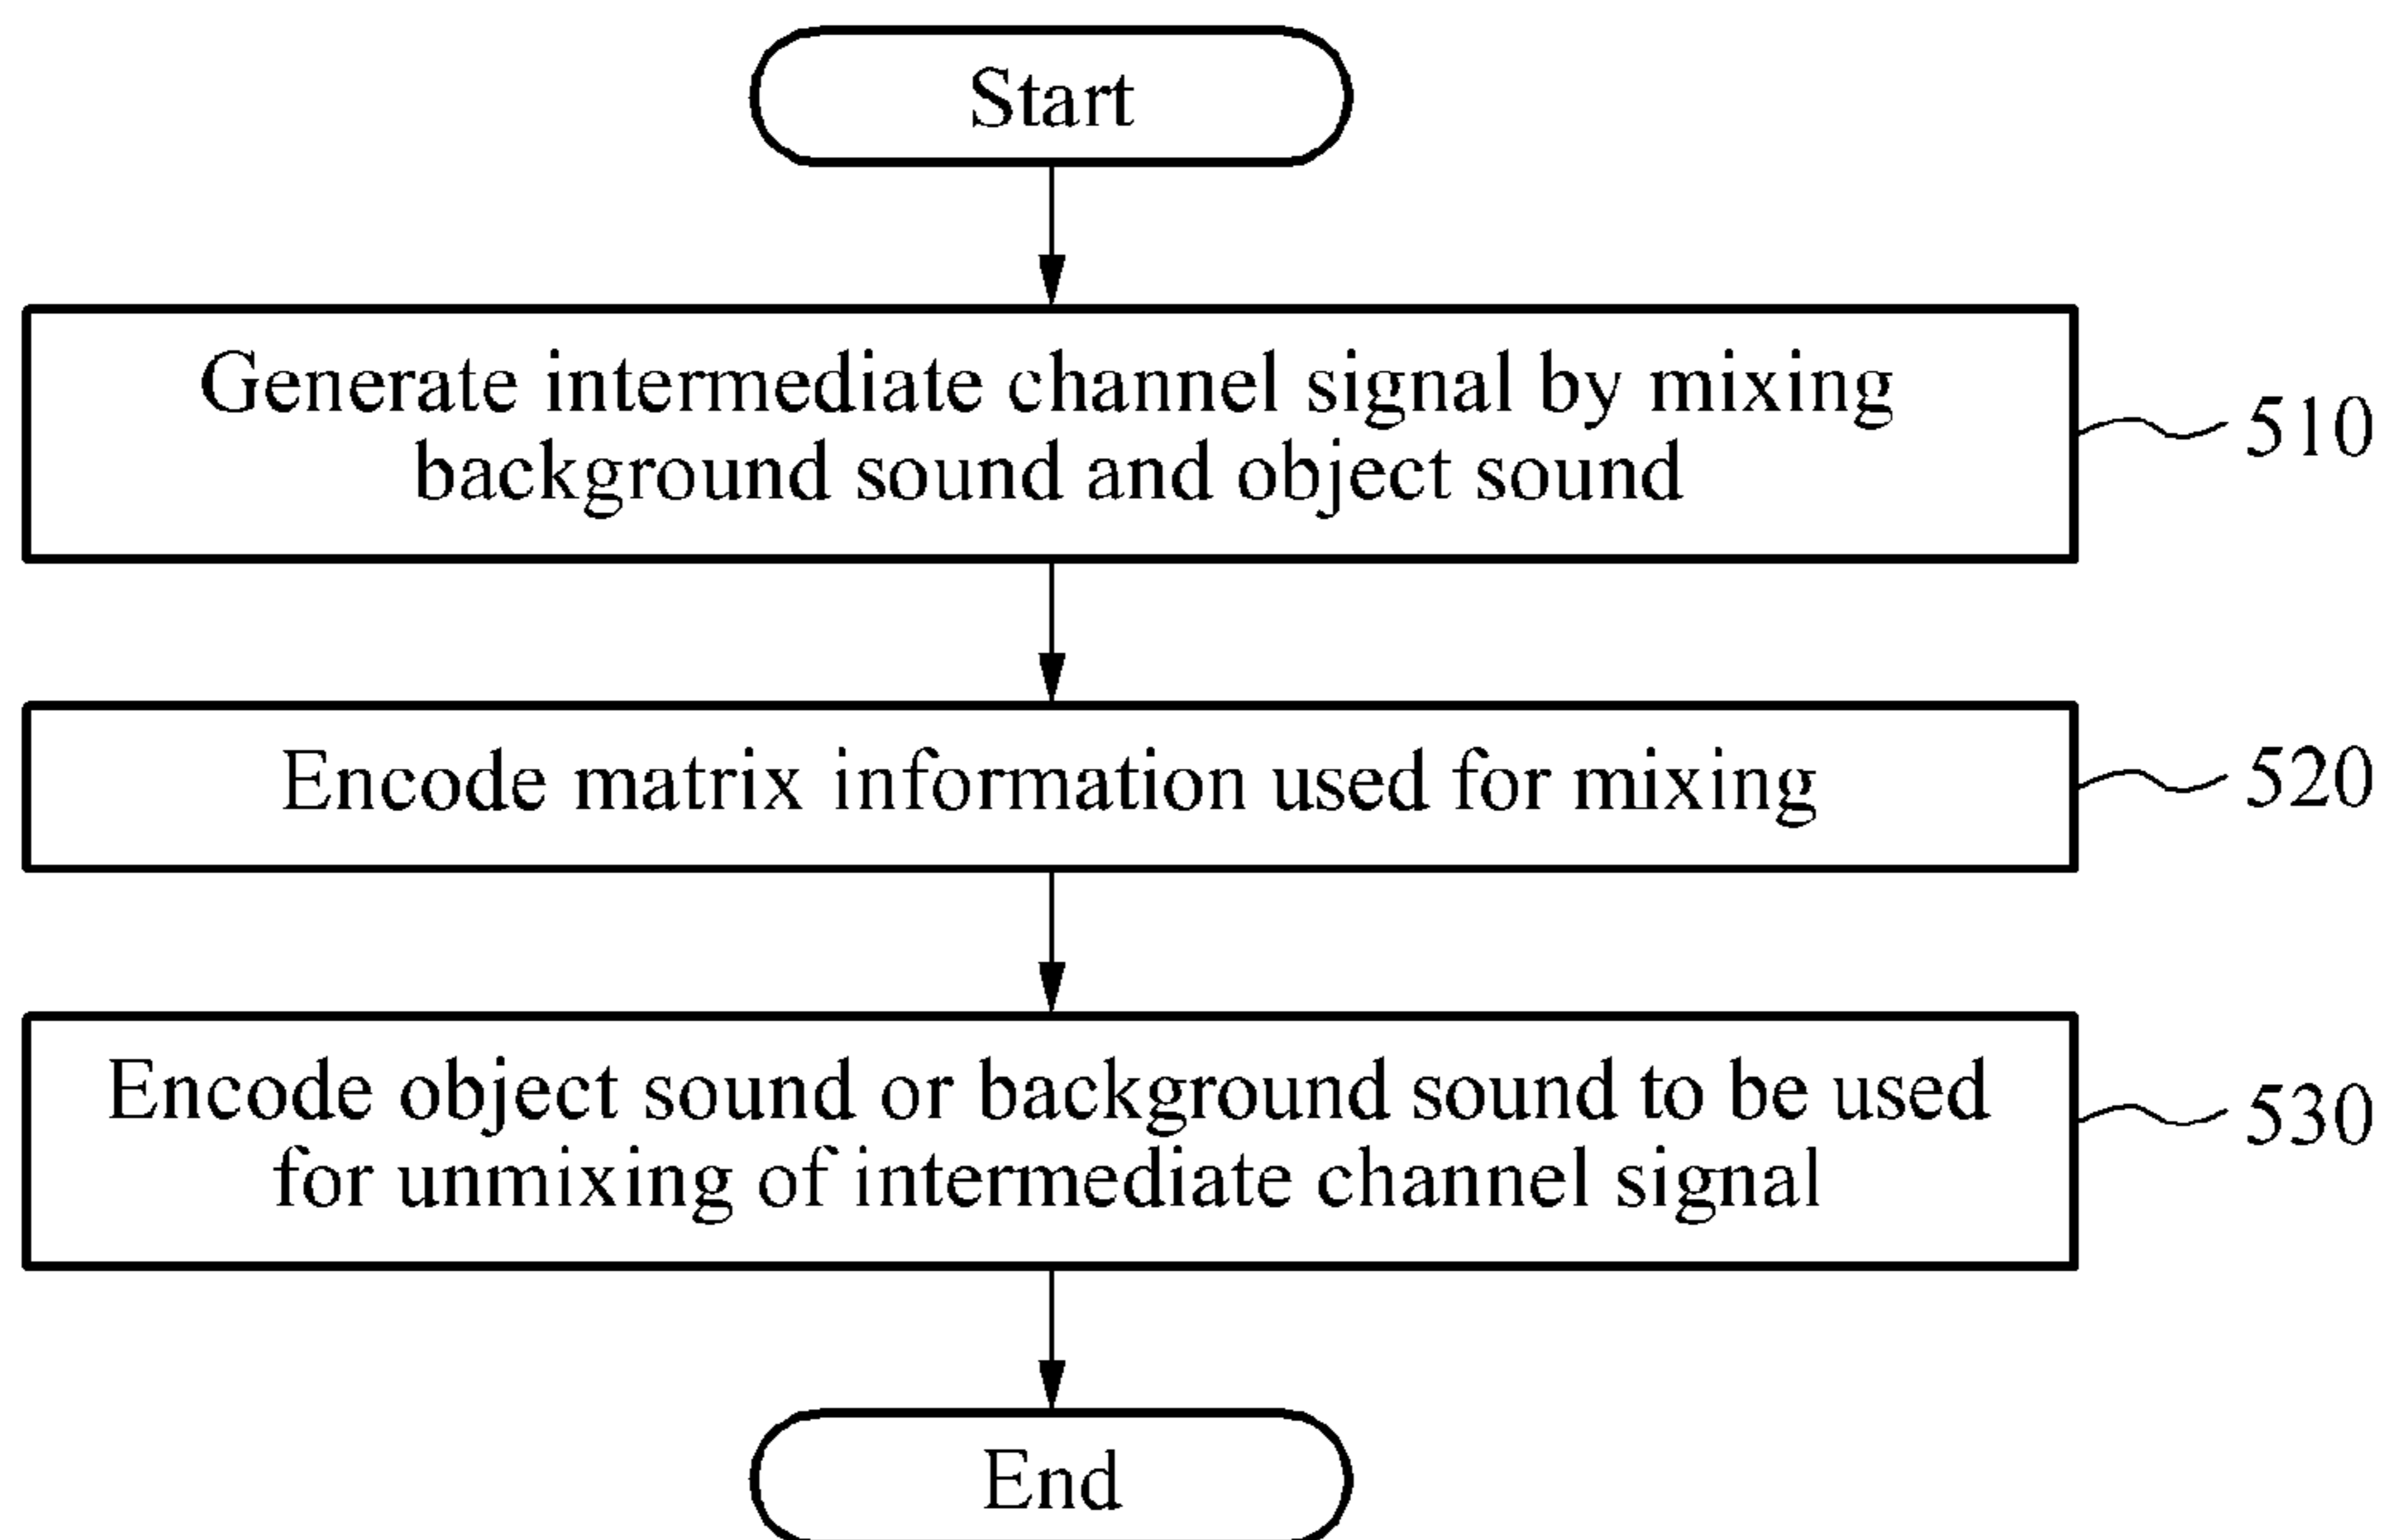 Start
Generate intermediate channel signal by mixing
background sound and object sound
510
Encode matrix information used for mixing
520
Encode object sound or background sound to be used
for unmixing of intermediate channel signal
530
End